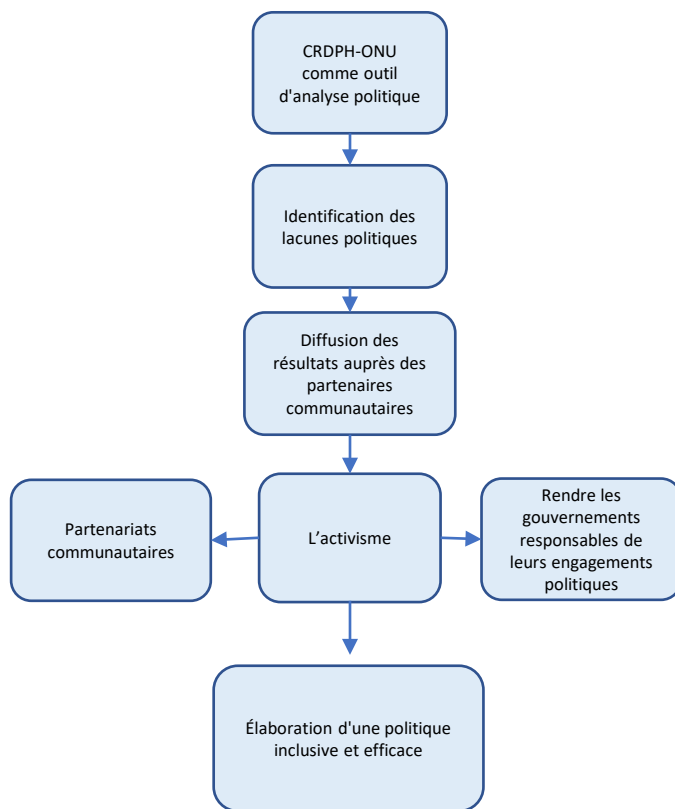 CRDPH-ONU
comme outil
d'analyse politique
Identification des
lacunes politiques
Diffusion des
résultats auprès des
partenaires
communautaires
Partenariats
communautaires
L’activisme
Rendre les
gouvernements
responsables de
leurs engagements
politiques
Élaboration d'une politique
inclusive et efficace